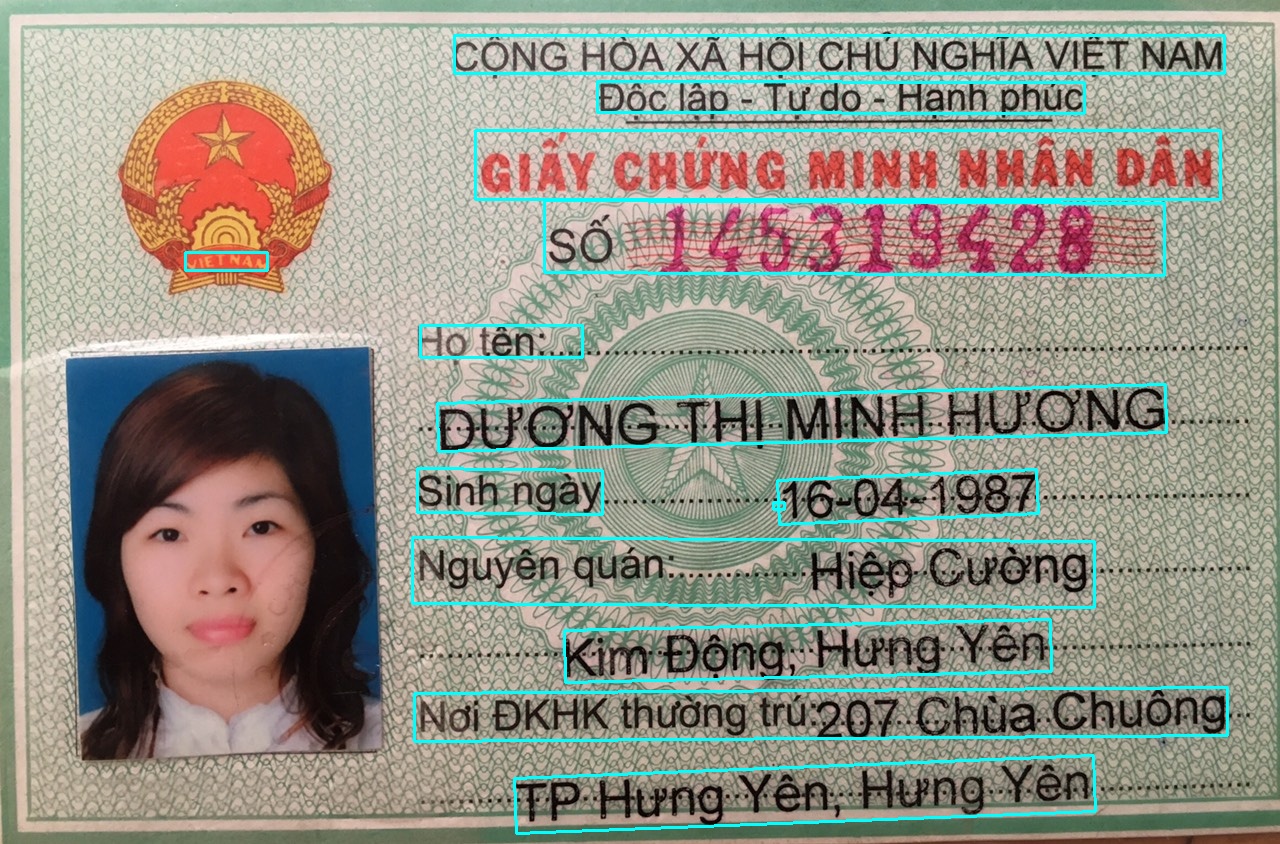 CỘNG HÒA XÃ HỘI CHỦ NGHĨA VIỆT NAM
Độc lập - Tự do - Hạnh phúc
GIẤY CHỨNG MINH NHÂN DÂN
SỐ 145319428
VIETNAM
Họ tên:
DƯƠNG THỊ MINH HƯƠNG
Sinh ngày 16-04-1987
Nguyên quán: Hiệp Cường
Kim Động, Hưng Yên
Nơi ĐKHK thường trú: 207 Chùa Chuông
TP Hưng Yên, Hưng Yên